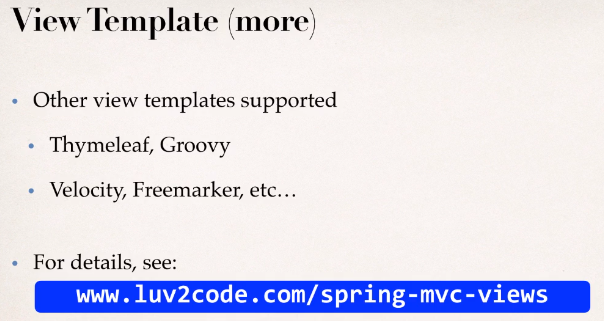 View Template (more)
• Other view templates supported
• Thymeleaf, Groovy
• Velocity, Freemarker, etc…
• For details, see:
www.luv2code.com/spring-mvc-views